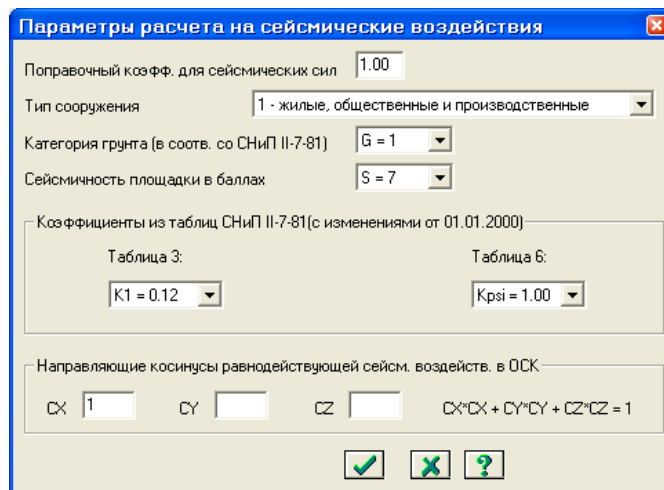 Параметры расчета на сейсмические воздействия
Поправочный коэфф. для сейсмических сил 1.00
Тип сооружения 1 - жилые, общественные и производственные
Категория грунта (в соотв. со СНиП II-7-81) G = 1
Сейсмичность площадки в баллах S = 7
Коэффициенты из таблиц СНиП II-7-81(с изменениями от 01.01.2000)
Таблица 3: Таблица 6:
K1 = 0.12 Kpsi = 1.00
Направляющие косинусы равнодействующей сейсм. воздейств. в ОСК
CX 1 CY CZ CX*CX + CY*CY + CZ*CZ = 1
?